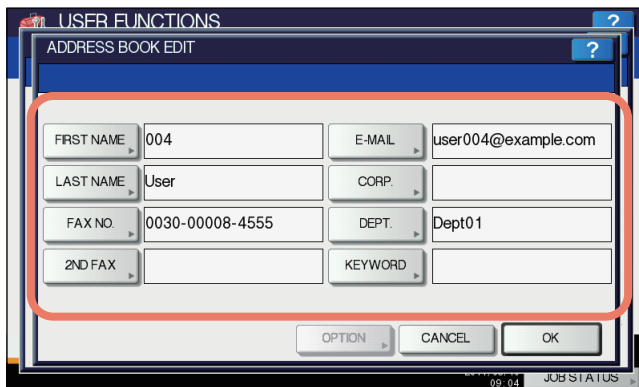 USER FUNCTIONS ?
ADDRESS BOOK EDIT ?
FIRST NAME 004 E-MAIL user004@example.com
LAST NAME User CORP.
FAX NO. 0030-00008-4555 DEPT. Dept01
2ND FAX KEYWORD
OPTION CANCEL OK
09:04 JOB STATUS